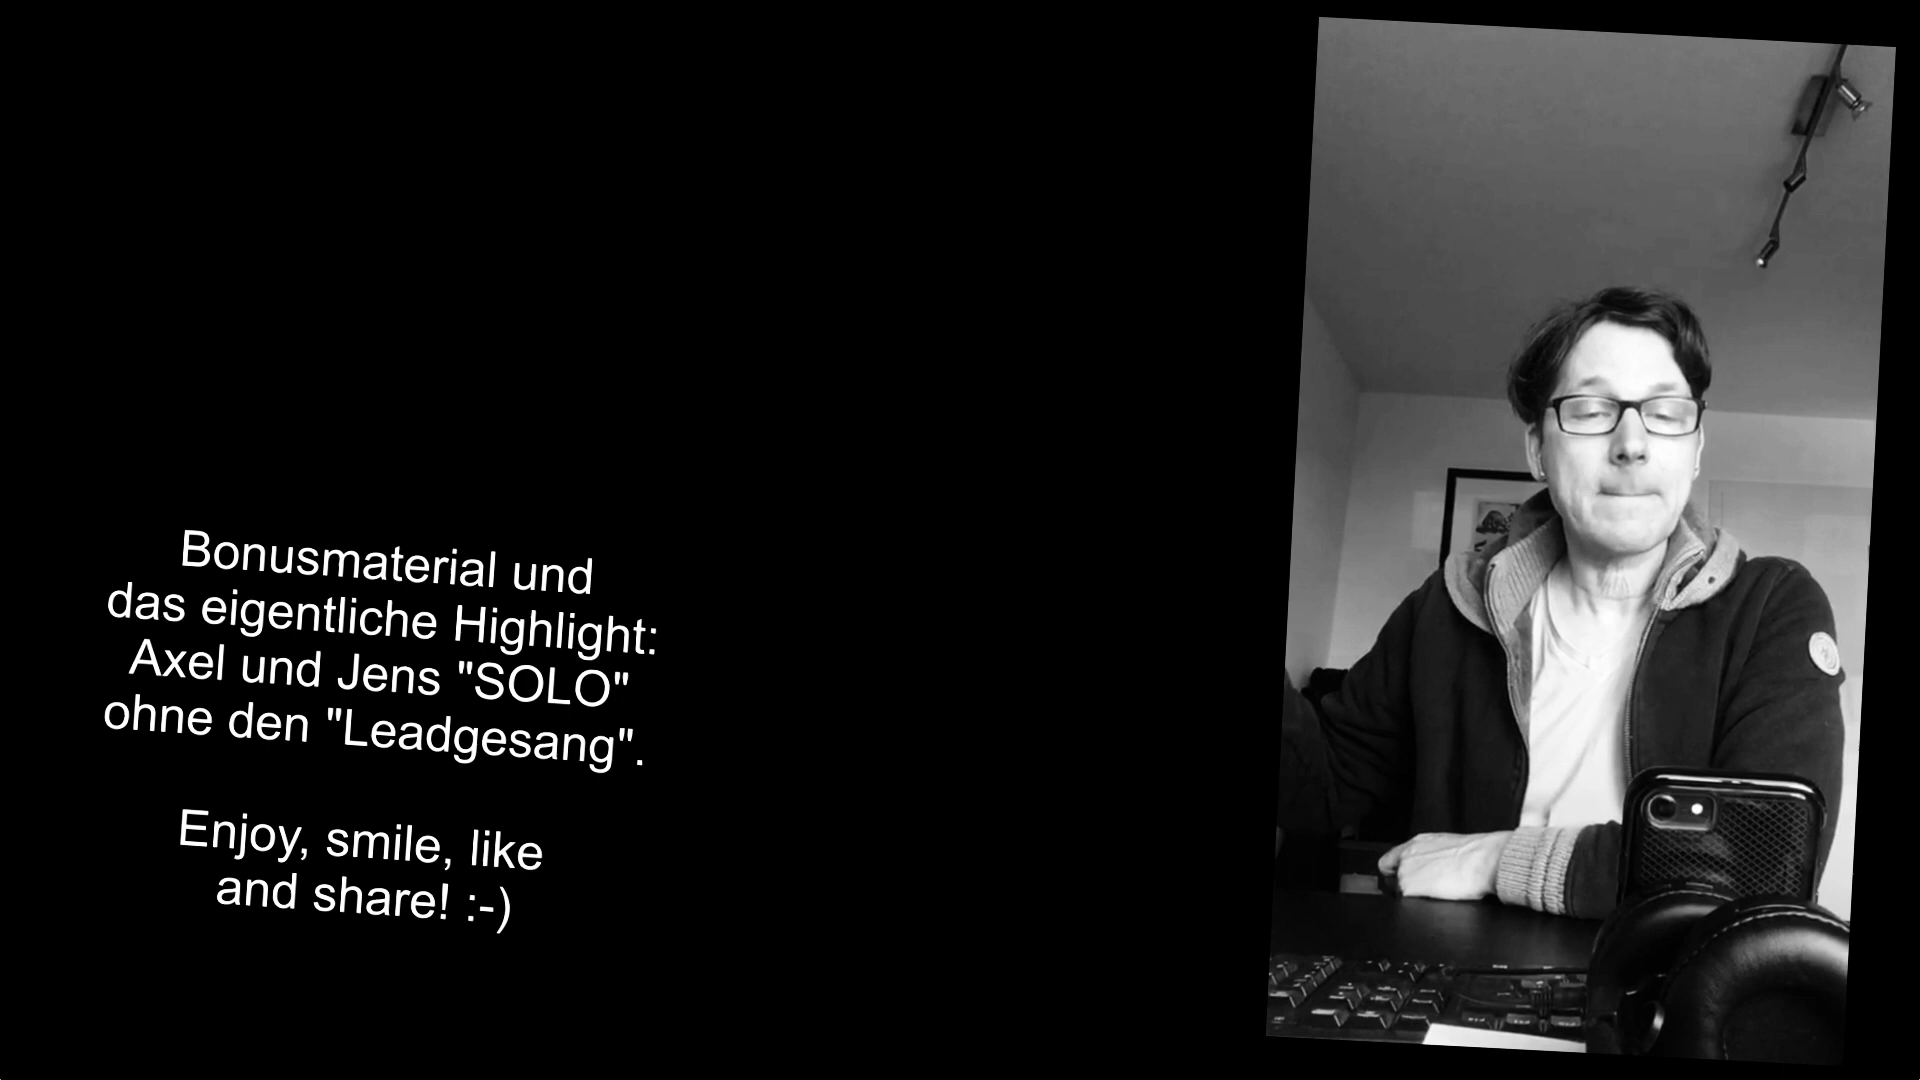 Bonusmaterial und
das eigentliche Highlight:
Axel und Jens "SOLO"
ohne den "Leadgesang".
Enjoy, smile, like
and share! :-)